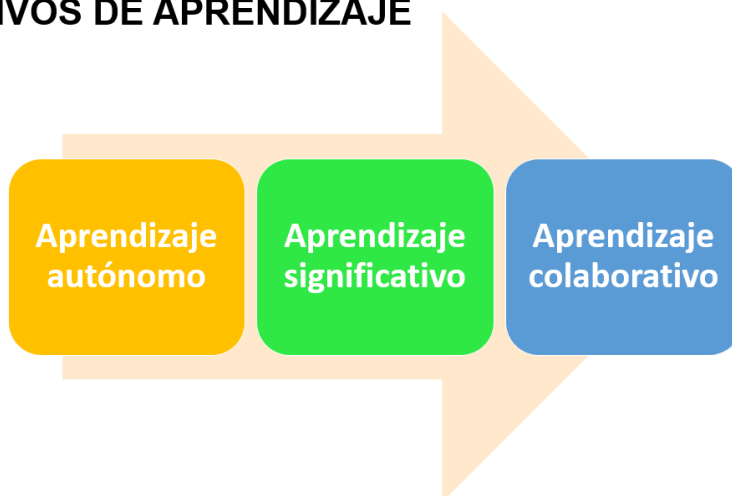 IVOS DE APRENDIZAJE
Aprendizaje
autónomo
Aprendizaje
significativo
Aprendizaje
colaborativo